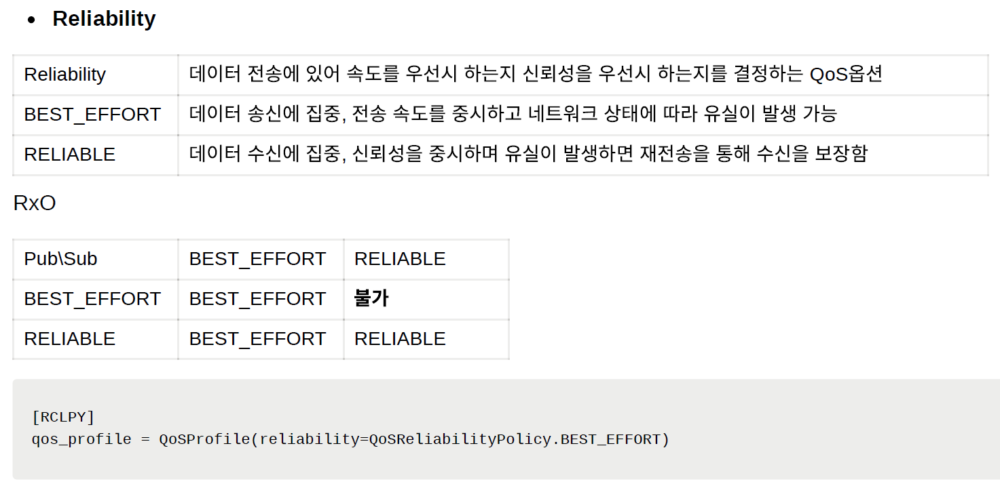 • Reliability
Reliability 데이터 전송에 있어 속도를 우선시 하는지 신뢰성을 우선시 하는지를 결정하는 QoS옵션
BEST_EFFORT 데이터 송신에 집중, 전송 속도를 중시하고 네트워크 상태에 따라 유실이 발생 가능
RELIABLE 데이터 수신에 집중, 신뢰성을 중시하며 유실이 발생하면 재전송을 통해 수신을 보장함
RxO
Pub\Sub BEST_EFFORT RELIABLE
BEST_EFFORT BEST_EFFORT 불가
RELIABLE BEST_EFFORT RELIABLE
[RCLPY]
qos_profile = QoSProfile(reliability=QoSReliabilityPolicy.BEST_EFFORT)